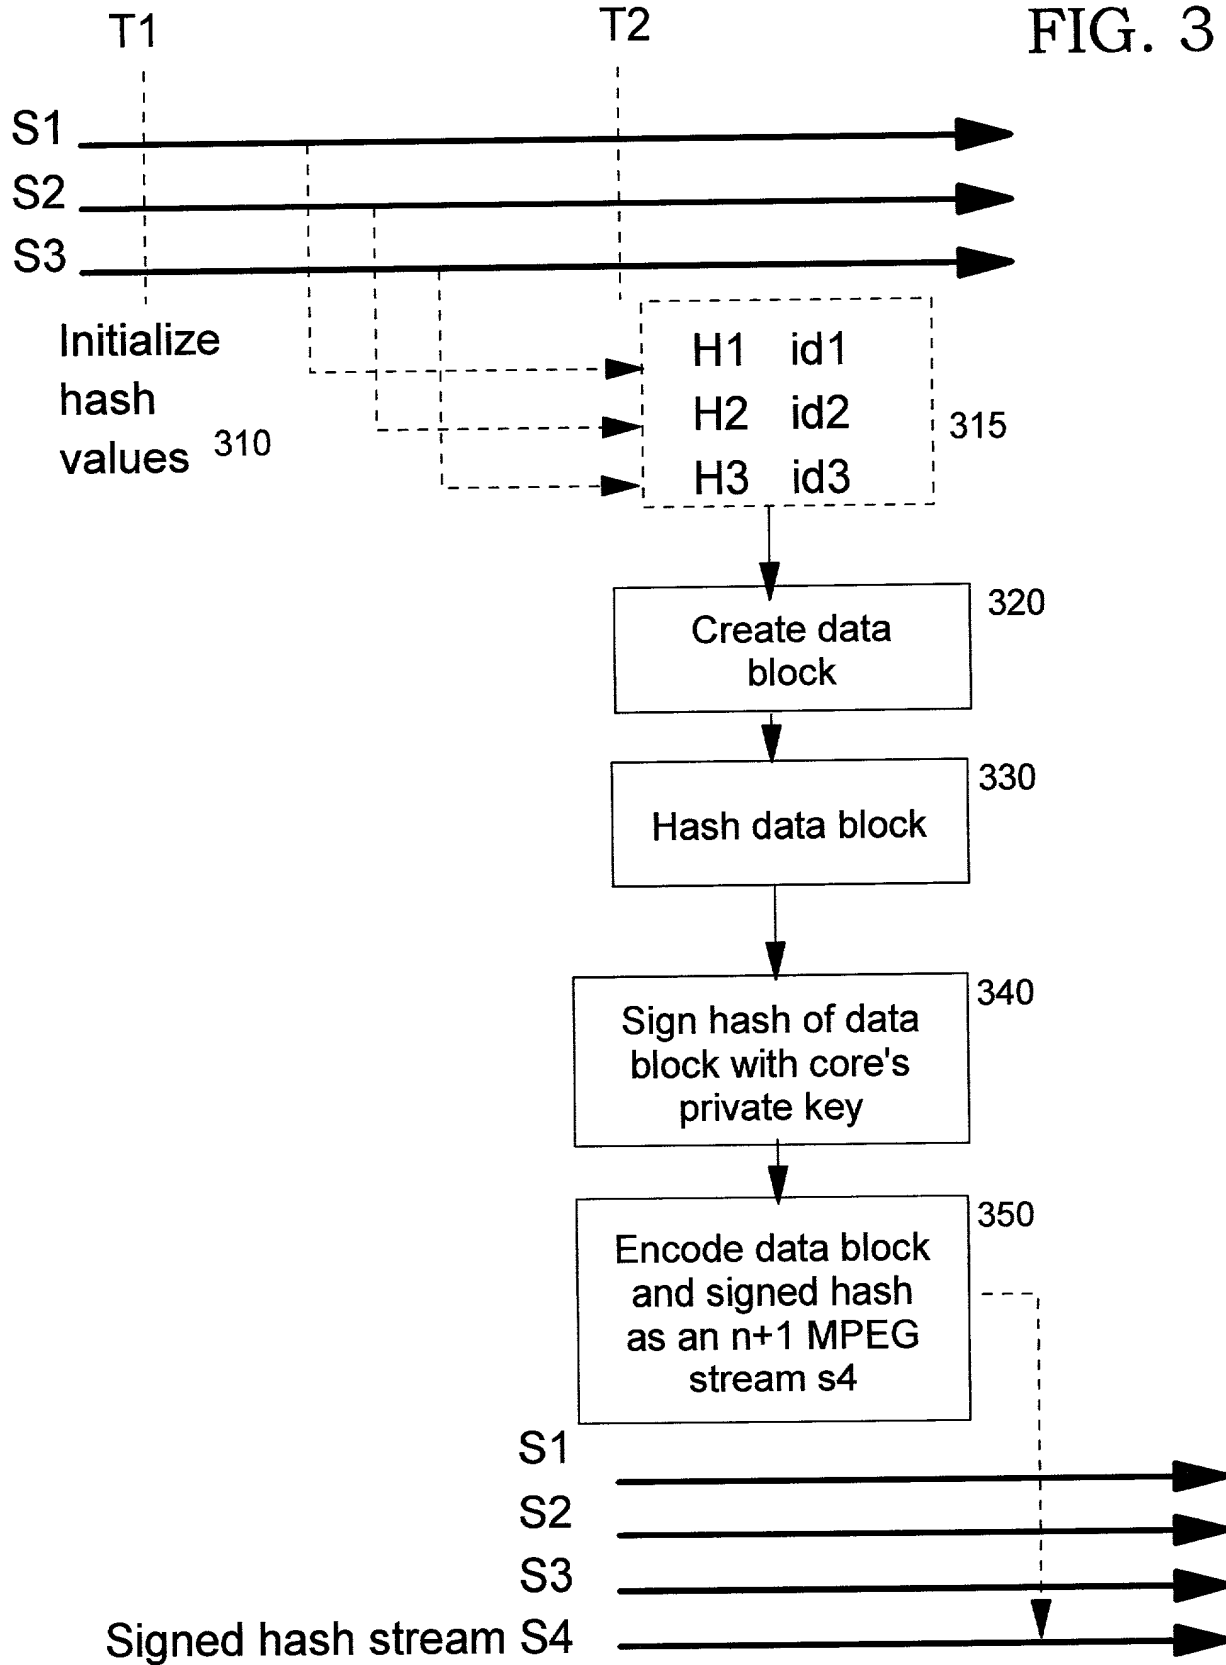 T1
T2
FIG. 3
S1
S2
S3
Initialize
hash
values 310
H1 id1
H2 id2
H3 id3
315
320
Create data
block
330
Hash data block
340
Sign hash of data
block with core's
private key
350
Encode data block
and signed hash
as an n+1 MPEG
stream s4
S1
S2
S3
Signed hash stream S4